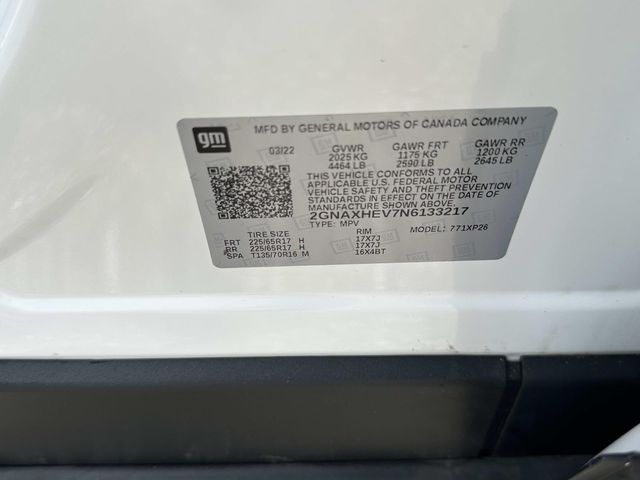 gm
MFD BY GENERAL MOTORS OF CANADA COMPANY
03/22 GVWR GAWR FRT GAWR RR
2025 KG 1175 KG 1200 KG
4464 LB 2590 LB 2645 LB
THIS VEHICLE CONFORMS TO ALL
APPLICABLE U.S. FEDERAL MOTOR
VEHICLE SAFETY AND THEFT PREVENTION
STANDARDS IN EFFECT ON THE DATE OF
MANUFACTURE SHOWN ABOVE.
2GNAXHEV7N6133217
TYPE: MPV MODEL: 771XP26
TIRE SIZE RIM
FRT 225/65R17 H 17X7J
RR 225/65R17 H 17X7J
SPA T135/70R16 M 16X4BT